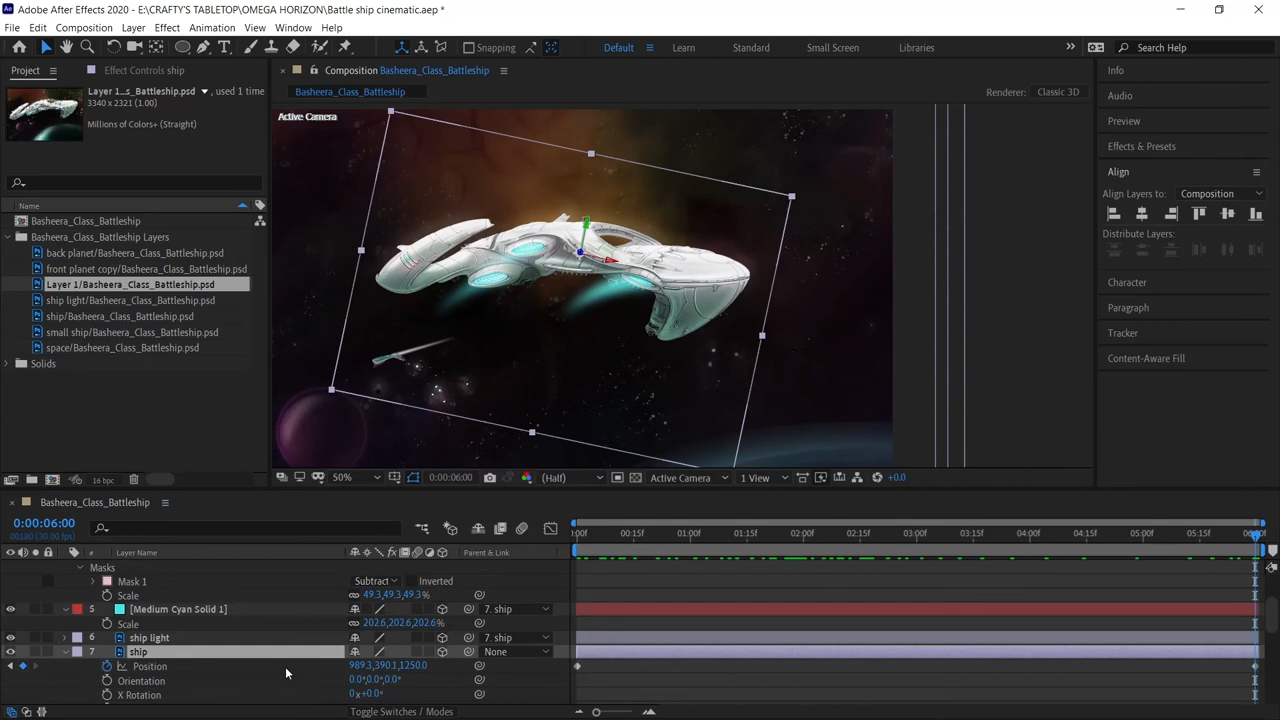 Adobe After Effects 2020 - E:\CRAFTY'S TABLETOP\OMEGA HORIZON\Battle ship cinematic.aep *
File Edit Composition Layer Effect Animation View Window Help
Snapping Default Learn Standard Small Screen Libraries Search Help
Project Effect Controls ship
Composition Basheera_Class_Battleship
Info
Layer 1...s_Battleship.psd , used 1 time
3340 x 2321 (1.00)
Basheera_Class_Battleship
Renderer: Classic 3D
Audio
Active Camera
Preview
Millions of Colors+ (Straight)
Effects & Presets
Align
Align Layers to: Composition
Distribute Layers:
Name
Basheera_Class_Battleship
Basheera_Class_Battleship Layers
back planet/Basheera_Class_Battleship.psd
front planet copy/Basheera_Class_Battleship.psd
Layer 1/Basheera_Class_Battleship.psd
ship light/Basheera_Class_Battleship.psd
ship/Basheera_Class_Battleship.psd
small ship/Basheera_Class_Battleship.psd
space/Basheera_Class_Battleship.psd
Solids
Character
Paragraph
Tracker
Content-Aware Fill
16 bpc
50% 0:00:06:00 (Half) Active Camera 1 View +0.0
Basheera_Class_Battleship
0:00:06:00
00180 (30.00 fps)
00:15f 01:00f 01:15f 02:00f 02:15f 03:00f 03:15f 04:00f 04:15f 05:00f 05:15f
# Layer Name Parent & Link
Masks
Mask 1 Subtract Inverted
Scale 49.3,49.3,49.3%
5 [Medium Cyan Solid 1] 7. ship
Scale 202.6,202.6,202.6%
6 ship light 7. ship
7 ship None
Position 989.3,390.1,1250.0
Orientation 0.0°,0.0°,0.0°
X Rotation 0x+0.0°
Toggle Switches / Modes